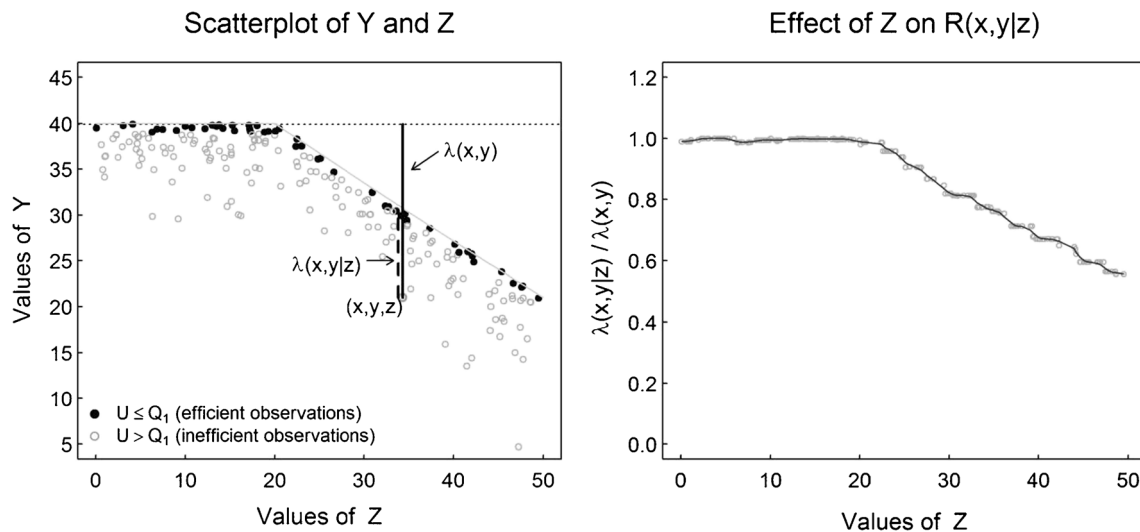 Scatterplot of Y and Z
Values of Y
45
40
35
30
25
20
15
10
5
λ(x,y)
λ(x,y|z)
(x,y,z)
U ≤ Q₁ (efficient observations)
U > Q₁ (inefficient observations)
0 10 20 30 40 50
Values of Z
Effect of Z on R(x,y|z)
λ(x,y|z) / λ(x,y)
1.2
1.0
0.8
0.6
0.4
0.2
0.0
0 10 20 30 40 50
Values of Z